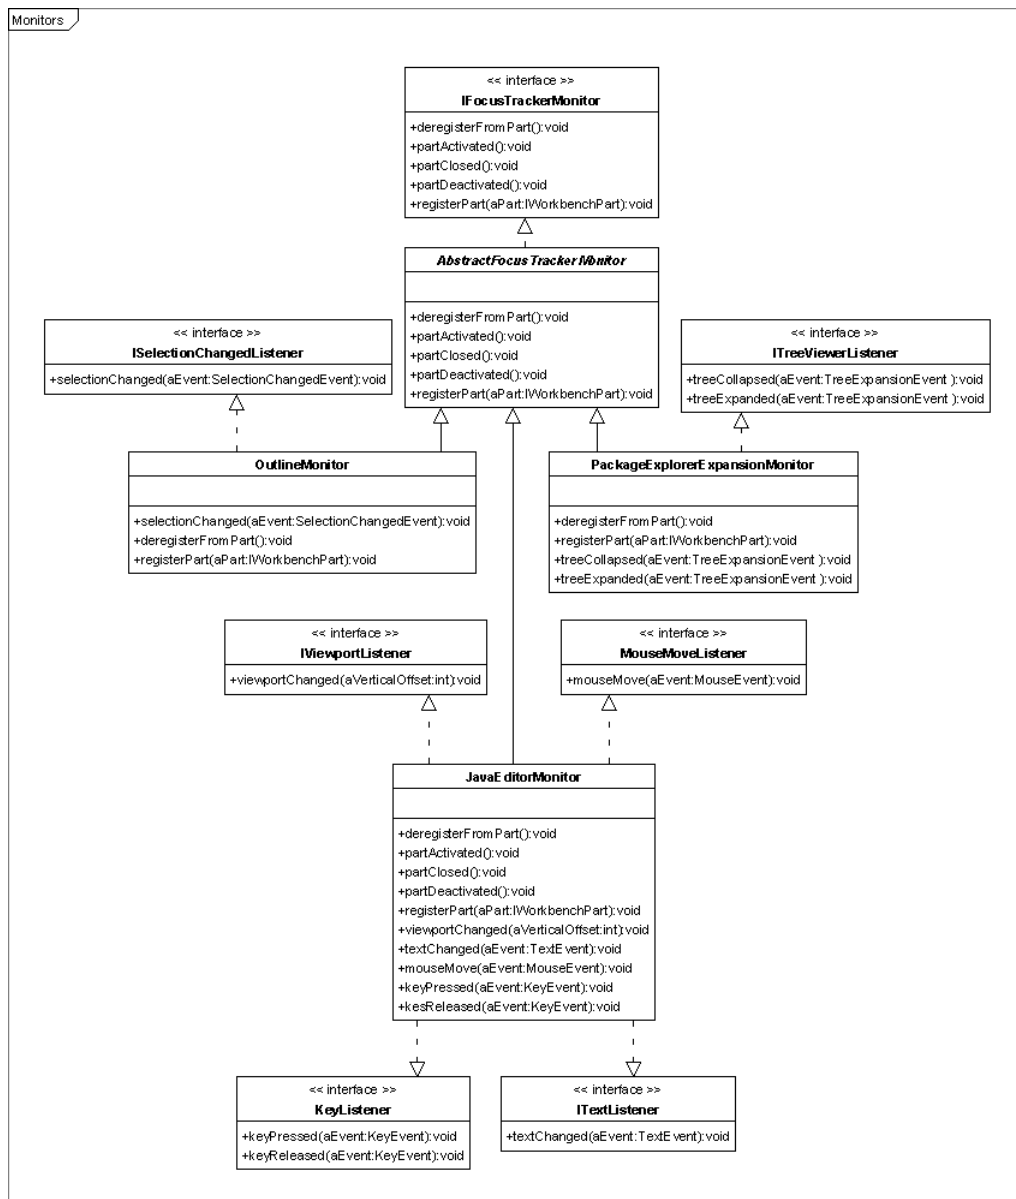 Monitors
<< interface >>
IFocusTrackerMonitor
+deregisterFromPart():void
+partActivated():void
+partClosed():void
+partDeactivated():void
+registerPart(aPart:IWorkbenchPart):void
AbstractFocusTrackerMonitor
+deregisterFromPart():void
+partActivated():void
+partClosed():void
+partDeactivated():void
+registerPart(aPart:IWorkbenchPart):void
<< interface >>
ISelectionChangedListener
+selectionChanged(aEvent:SelectionChangedEvent):void
<< interface >>
ITreeViewerListener
+treeCollapsed(aEvent:TreeExpansionEvent ):void
+treeExpanded(aEvent:TreeExpansionEvent ):void
OutlineMonitor
+selectionChanged(aEvent:SelectionChangedEvent):void
+deregisterFromPart():void
+registerPart(aPart:IWorkbenchPart):void
PackageExplorerExpansionMonitor
+deregisterFromPart():void
+registerPart(aPart:IWorkbenchPart):void
+treeCollapsed(aEvent:TreeExpansionEvent ):void
+treeExpanded(aEvent:TreeExpansionEvent ):void
<< interface >>
IViewportListener
+viewportChanged(aVerticalOffset:int):void
<< interface >>
MouseMoveListener
+mouseMove(aEvent:MouseEvent):void
JavaEditorMonitor
+deregisterFromPart():void
+partActivated():void
+partClosed():void
+partDeactivated():void
+registerPart(aPart:IWorkbenchPart):void
+viewportChanged(aVerticalOffset:int):void
+textChanged(aEvent:TextEvent):void
+mouseMove(aEvent:MouseEvent):void
+keyPressed(aEvent:KeyEvent):void
+kesReleased(aEvent:KeyEvent):void
<< interface >>
KeyListener
+keyPressed(aEvent:KeyEvent):void
+keyReleased(aEvent:KeyEvent):void
<< interface >>
ITextListener
+textChanged(aEvent:TextEvent):void